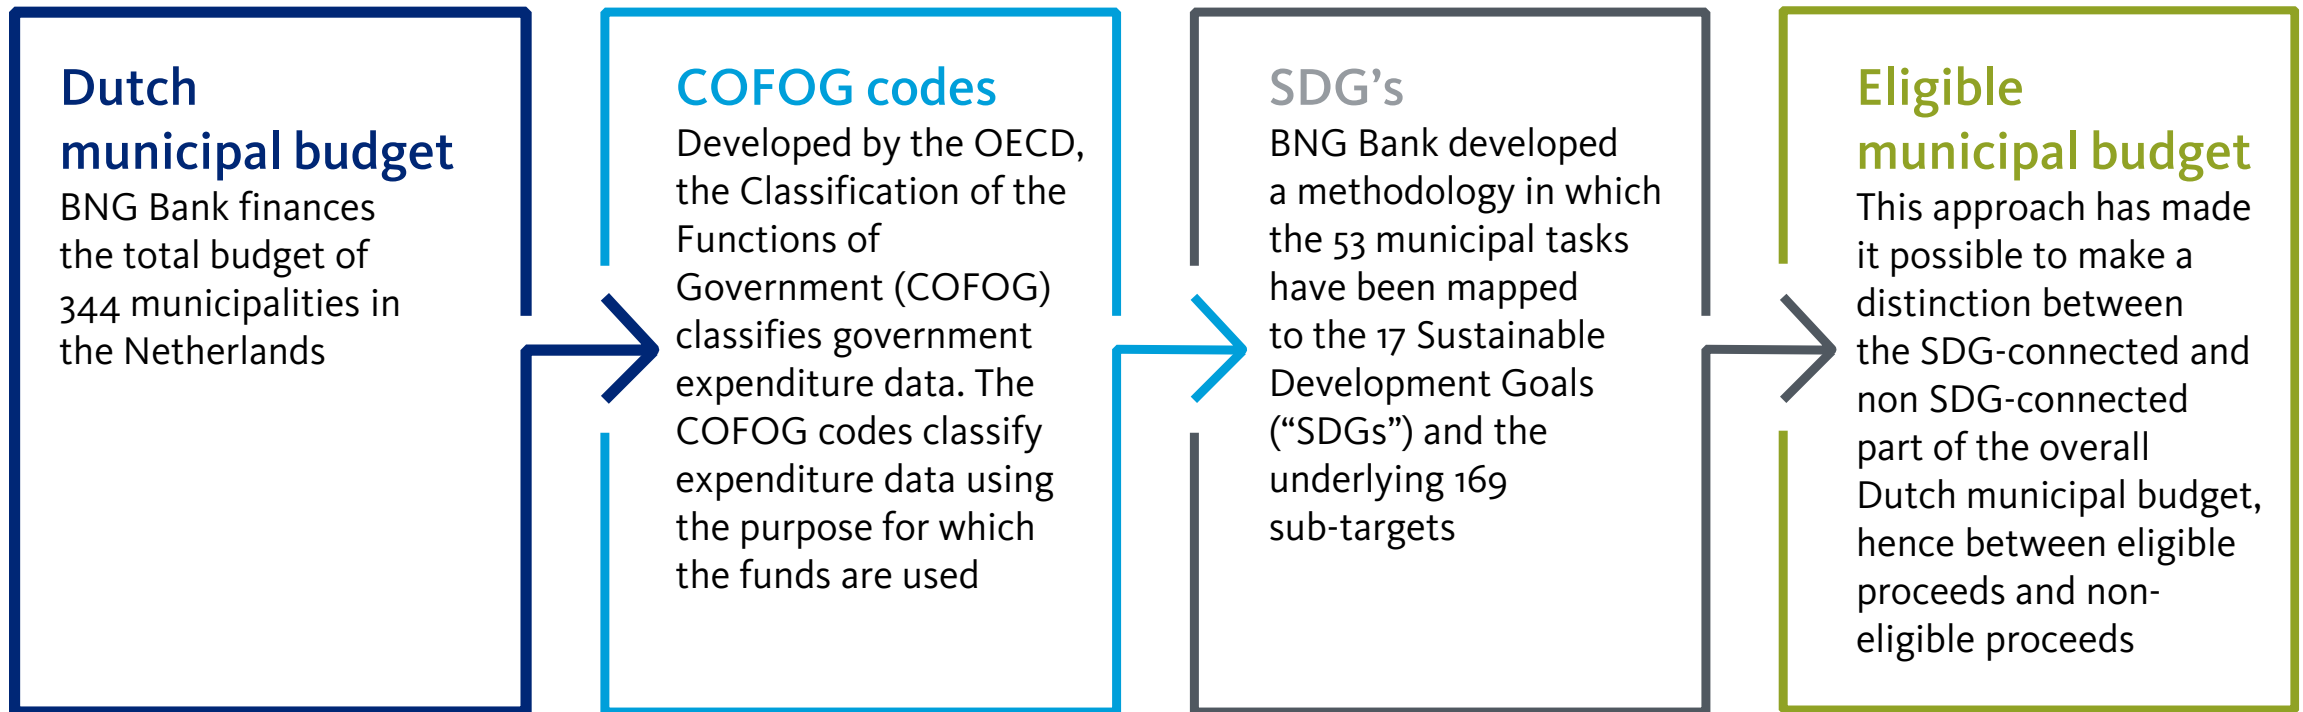 Dutch
municipal budget
BNG Bank finances
the total budget of
344 municipalities in
the Netherlands
COFOG codes
Developed by the OECD,
the Classification of the
Functions of
Government (COFOG)
classifies government
expenditure data. The
COFOG codes classify
expenditure data using
the purpose for which
the funds are used
SDG’s
BNG Bank developed
a methodology in which
the 53 municipal tasks
have been mapped
to the 17 Sustainable
Development Goals
(“SDGs”) and the
underlying 169
sub-targets
Eligible
municipal budget
This approach has made
it possible to make a
distinction between
the SDG-connected and
non SDG-connected
part of the overall
Dutch municipal budget,
hence between eligible
proceeds and non-
eligible proceeds